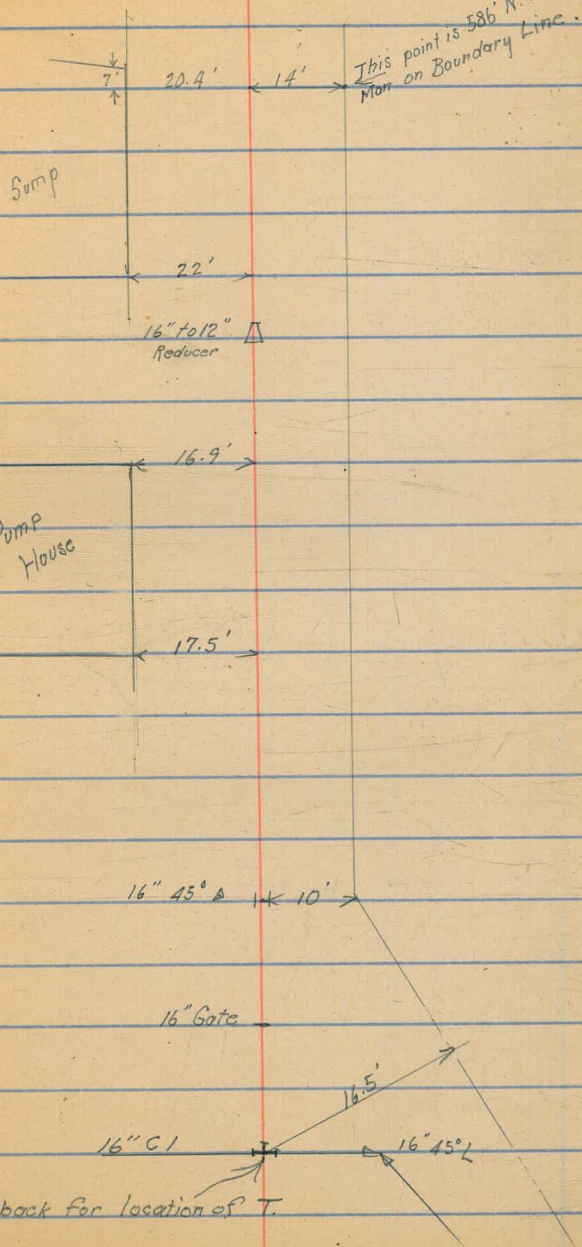 This point is 586' N.
Mon on Boundary Line.
7' 20.4' 14'
Sump
22'
16" to 12"
Reducer
16.9'
Pump
House
17.5'
16" 45° 10'
16" Gate
16.5'
16" C I 16" 45° L
back for location of T.